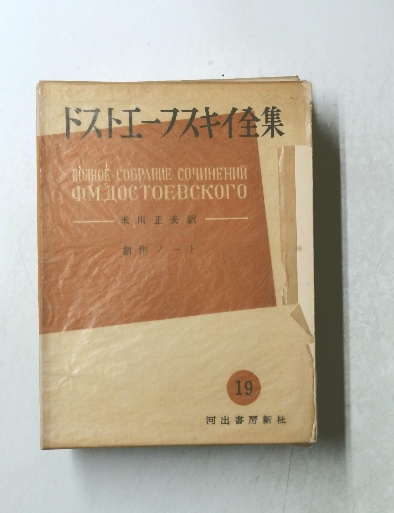 ドストエーフスキイ全集
ПОЛНОЕ СОБРАНИЕ СОЧИНЕНИЙ
Ф.М.ДОСТОЕВСКОГО
米川正夫訳
創作ノート
19
河出書房新社